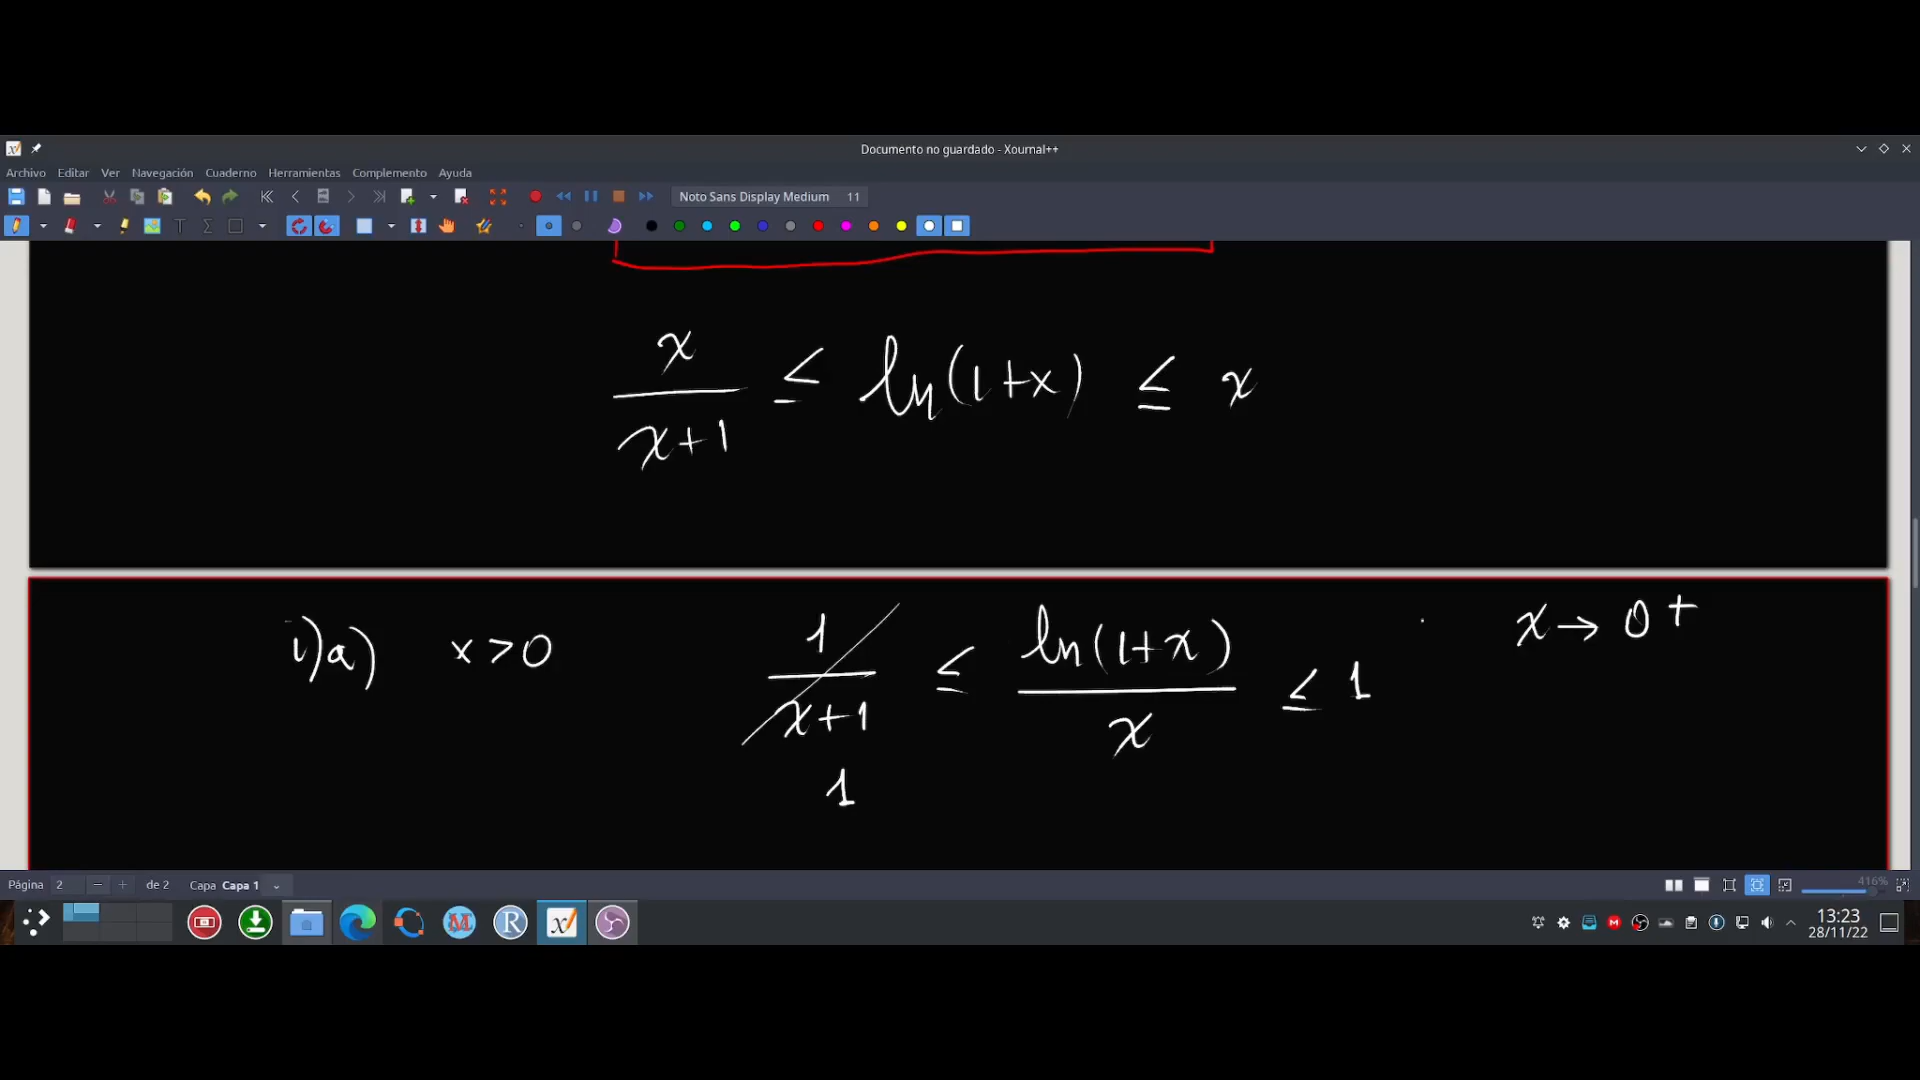 Documento no guardado - Xournal++
Archivo Editar Ver Navegación Cuaderno Herramientas Complemento Ayuda
Noto Sans Display Medium 11
x/(x+1) ≤ ln(1+x) ≤ x
i)a) x > 0 1/(x+1) ≤ ln(1+x)/x ≤ 1 x → 0+
1
Página 2 de 2 Capa Capa 1 416%
13:23
28/11/22